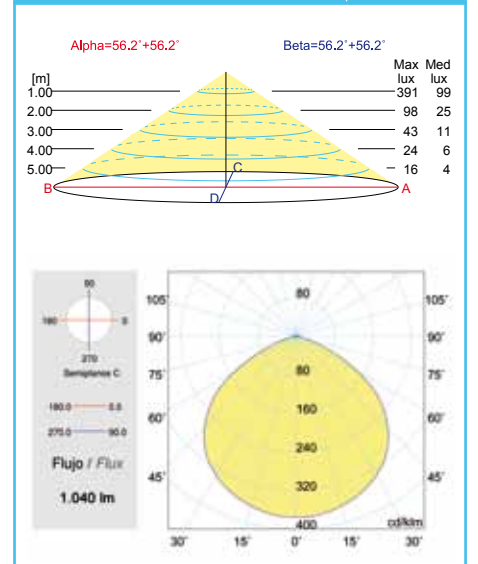 Alpha=56.2°+56.2°
Beta=56.2°+56.2°
Max Med
[m] lux lux
1.00 391 99
2.00 98 25
3.00 43 11
4.00 24 6
5.00 16 4
C
B A
D
90
180 0
270
Semiplanos C
180.0 0.0
270.0 90.0
Flujo / Flux
1.040 lm
80
105° 105°
90° 90°
80
75° 75°
160
60° 60°
240
45° 45°
320
400 cd/klm
30° 15° 0° 15° 30°